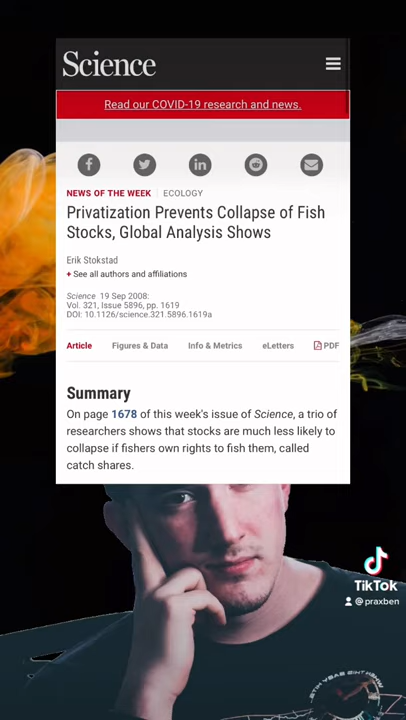 Science
Read our COVID-19 research and news.
NEWS OF THE WEEK | ECOLOGY
Privatization Prevents Collapse of Fish
Stocks, Global Analysis Shows
Erik Stokstad
+ See all authors and affiliations
Science 19 Sep 2008:
Vol. 321, Issue 5896, pp. 1619
DOI: 10.1126/science.321.5896.1619a
Article Figures & Data Info & Metrics eLetters PDF
Summary
On page 1678 of this week's issue of Science, a trio of
researchers shows that stocks are much less likely to
collapse if fishers own rights to fish them, called
catch shares.
TikTok
@praxben